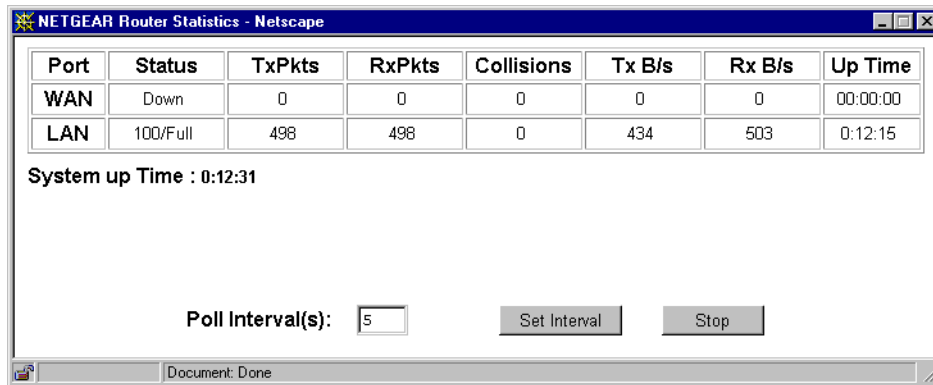 NETGEAR Router Statistics - Netscape
Port Status TxPkts RxPkts Collisions Tx B/s Rx B/s Up Time
WAN Down 0 0 0 0 0 00:00:00
LAN 100/Full 498 498 0 434 503 0:12:15
System up Time : 0:12:31
Poll Interval(s): 5 Set Interval Stop
Document: Done